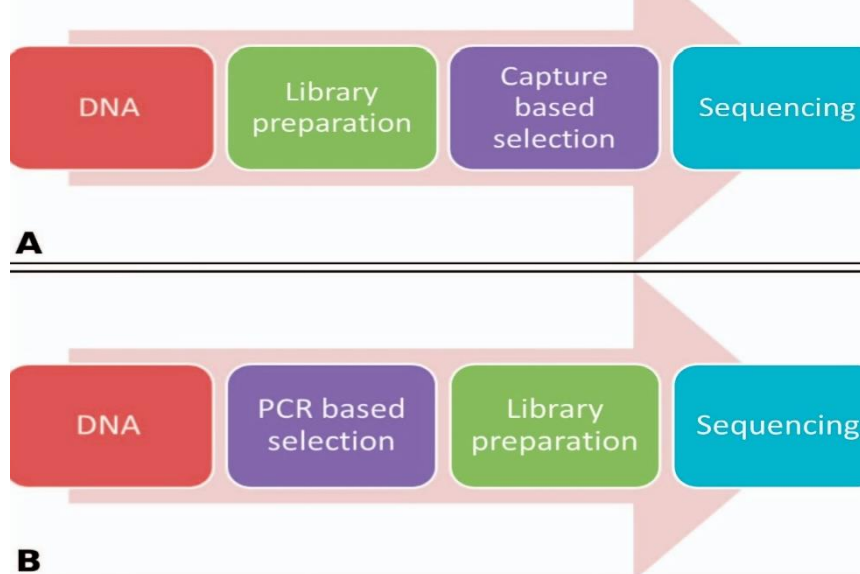 DNA
Library
preparation
Capture
based
selection
Sequencing
A
DNA
PCR based
selection
Library
preparation
Sequencing
B